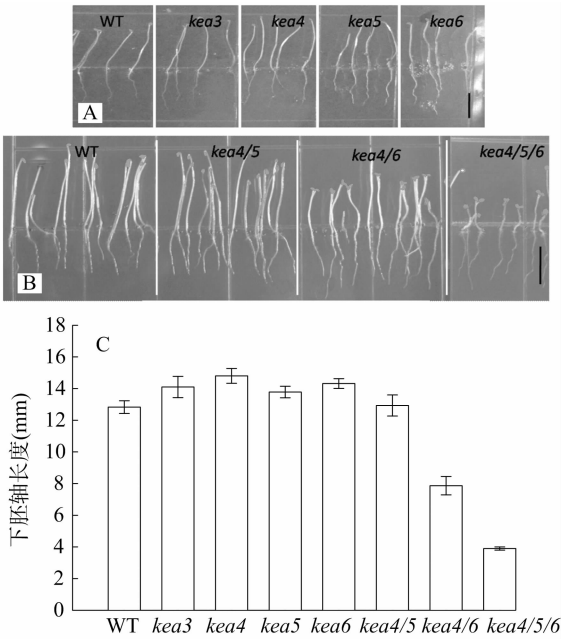 WT kea3 kea4 kea5 kea6
A
WT kea4/5 kea4/6 kea4/5/6
B
C
下胚轴长度(mm)
18
16
14
12
10
8
6
4
2
0
WT kea3 kea4 kea5 kea6 kea4/5 kea4/6 kea4/5/6